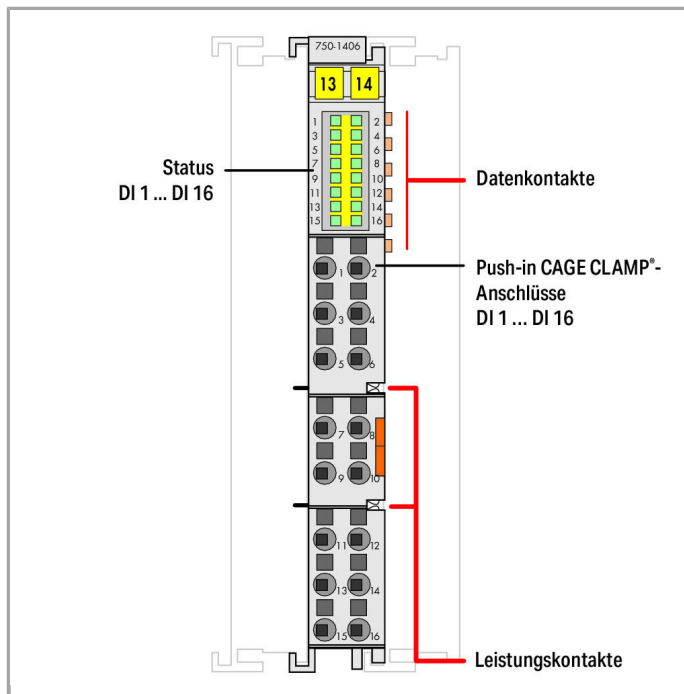 750-1406
13 14
1 2
3 4
5 6
7 8
9 10
11 12
13 14
15 16
Status
DI 1 ... DI 16
Datenkontakte
1 2
Push-in CAGE CLAMP®-
Anschlüsse
DI 1 ... DI 16
3 4
5 6
7 8
9 10
11 12
13 14
15 16
Leistungskontakte